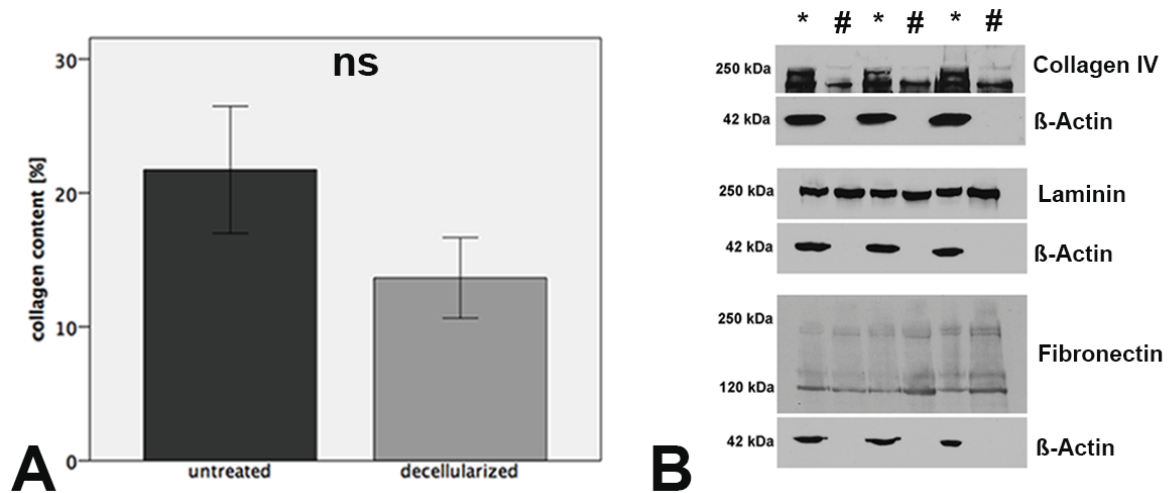 A
collagen content [%]
30
20
10
0
ns
untreated
decellularized
B
* # * # * #
250 kDa
Collagen IV
42 kDa
ß-Actin
250 kDa
Laminin
42 kDa
ß-Actin
250 kDa
Fibronectin
120 kDa
42 kDa
ß-Actin